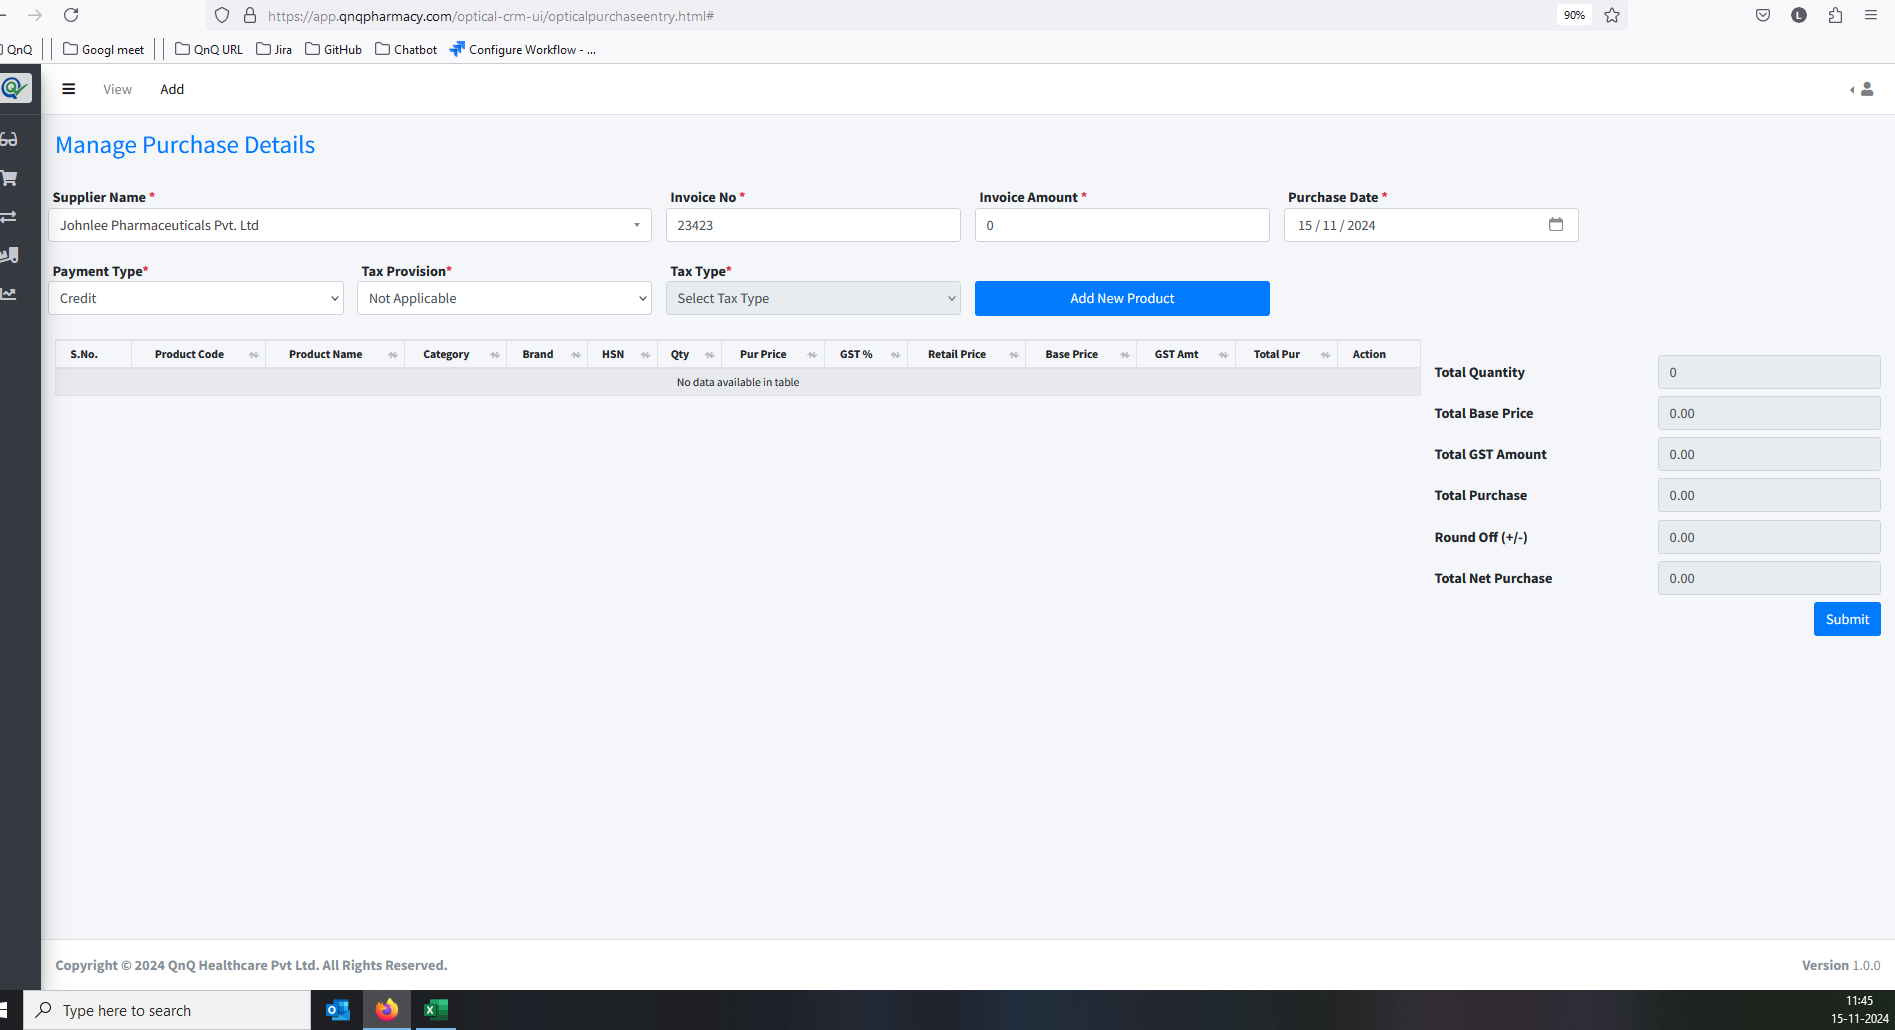 https://app.qnqpharmacy.com/optical-crm-ui/opticalpurchaseentry.html#
90%
L
QnQ
Googl meet
QnQ URL
Jira
GitHub
Chatbot
Configure Workflow - ...
View
Add
Manage Purchase Details
Supplier Name *
Invoice No *
Invoice Amount *
Purchase Date *
Johnlee Pharmaceuticals Pvt. Ltd
23423
0
15 / 11 / 2024
Payment Type*
Tax Provision*
Tax Type*
Credit
Not Applicable
Select Tax Type
Add New Product
S.No. Product Code Product Name Category Brand HSN Qty Pur Price GST % Retail Price Base Price GST Amt Total Pur Action
No data available in table
Total Quantity 0
Total Base Price 0.00
Total GST Amount 0.00
Total Purchase 0.00
Round Off (+/-) 0.00
Total Net Purchase 0.00
Submit
Copyright © 2024 QnQ Healthcare Pvt Ltd. All Rights Reserved.
Version 1.0.0
Type here to search
11:45
15-11-2024